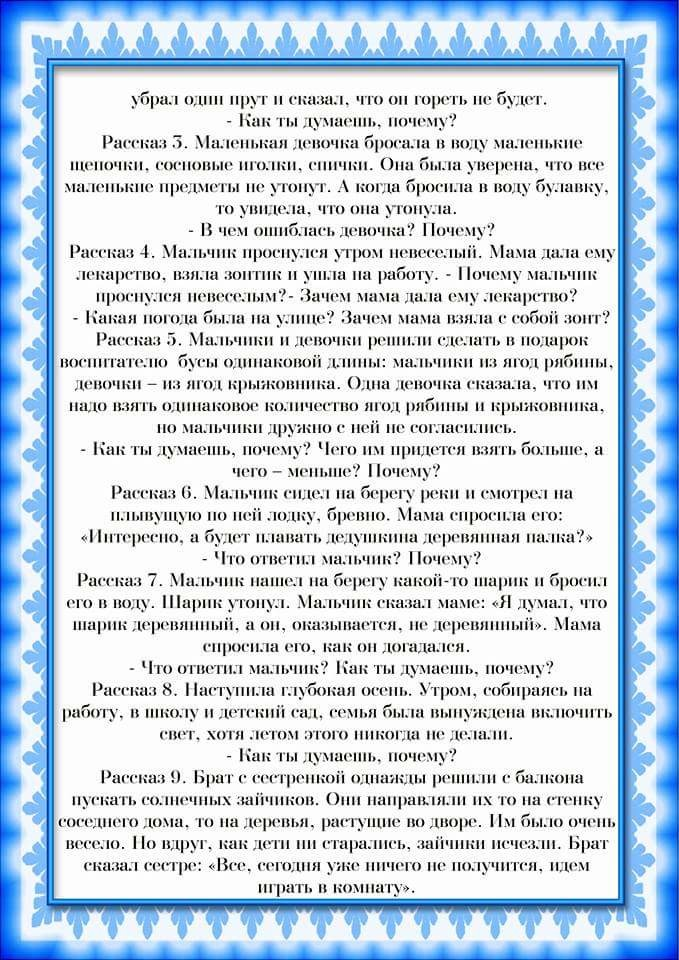 убрал один прут и сказал, что он гореть не будет.
- Как ты думаешь, почему?
Рассказ 3. Маленькая девочка бросала в воду маленькие
щепочки, сосновые иголки, спички. Она была уверена, что все
маленькие предметы не утонут. А когда бросила в воду булавку,
то увидела, что она утонула.
- В чем ошиблась девочка? Почему?
Рассказ 4. Мальчик проснулся утром невеселый. Мама дала ему
лекарство, взяла зонтик и ушла на работу. - Почему мальчик
проснулся невеселым?- Зачем мама дала ему лекарство?
- Какая погода была на улице? Зачем мама взяла с собой зонт?
Рассказ 5. Мальчики и девочки решили сделать в подарок
воспитателю бусы одинаковой длины: мальчики из ягод рябины,
девочки – из ягод крыжовника. Одна девочка сказала, что им
надо взять одинаковое количество ягод рябины и крыжовника,
но мальчики дружно с ней не согласились.
- Как ты думаешь, почему? Чего им придется взять больше, а
чего – меньше? Почему?
Рассказ 6. Мальчик сидел на берегу реки и смотрел на
плывущую по ней лодку, бревно. Мама спросила его:
«Интересно, а будет плавать дедушкина деревянная палка?»
- Что ответил мальчик? Почему?
Рассказ 7. Мальчик нашел на берегу какой-то шарик и бросил
его в воду. Шарик утонул. Мальчик сказал маме: «Я думал, что
шарик деревянный, а он, оказывается, не деревянный». Мама
спросила его, как он догадался.
- Что ответил мальчик? Как ты думаешь, почему?
Рассказ 8. Наступила глубокая осень. Утром, собираясь на
работу, в школу и детский сад, семья была вынуждена включить
свет, хотя летом этого никогда не делали.
- Как ты думаешь, почему?
Рассказ 9. Брат с сестренкой однажды решили с балкона
пускать солнечных зайчиков. Они направляли их то на стенку
соседнего дома, то на деревья, растущие во дворе. Им было очень
весело. Но вдруг, как дети ни старались, зайчики исчезли. Брат
сказал сестре: «Все, сегодня уже ничего не получится, идем
играть в комнату».